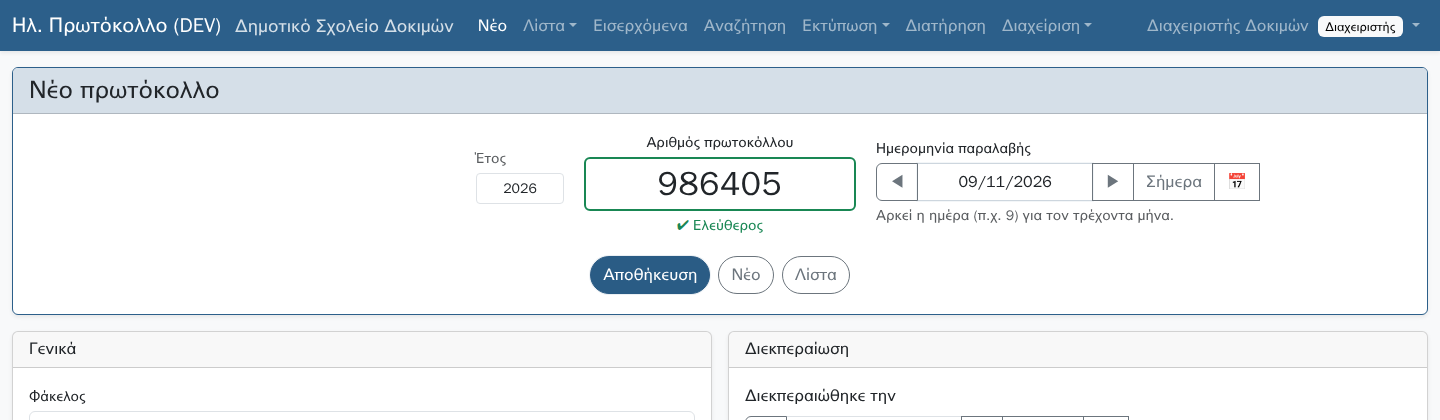 Ηλ. Πρωτόκολλο (DEV) Δημοτικό Σχολείο Δοκιμών Νέο Λίστα Εισερχόμενα Αναζήτηση Εκτύπωση Διατήρηση Διαχείριση Διαχειριστής Δοκιμών Διαχειριστής
Νέο πρωτόκολλο
Έτος
2026
Αριθμός πρωτοκόλλου
986405
✔ Ελεύθερος
Ημερομηνία παραλαβής
◀ 09/11/2026 ▶ Σήμερα 📅
Αρκεί η ημέρα (π.χ. 9) για τον τρέχοντα μήνα.
Αποθήκευση Νέο Λίστα
Γενικά
Φάκελος
Διεκπεραίωση
Διεκπεραιώθηκε την